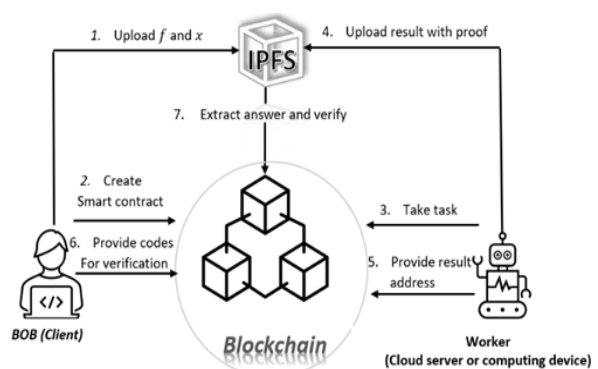 1. Upload f and x
4. Upload result with proof
IPFS
7. Extract answer and verify
2. Create
Smart contract
3. Take task
6. Provide codes
For verification
5. Provide result
address
</>
BOB (Client)
Blockchain
Worker
(Cloud server or computing device)